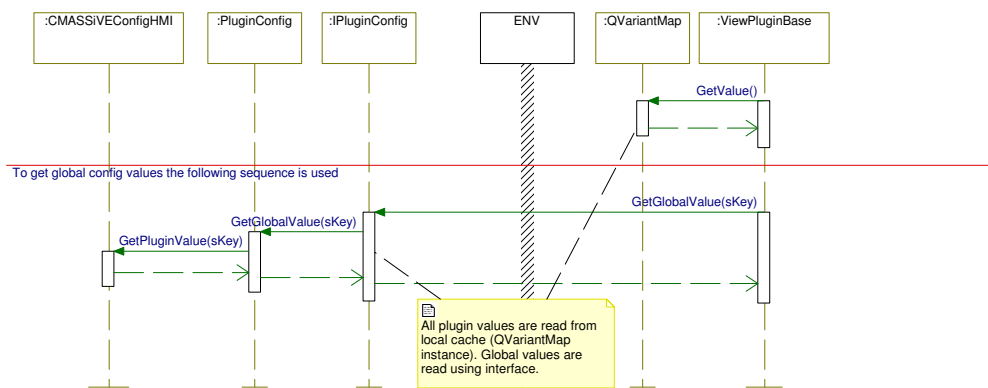 :CMASSiVEConfigHMI
:PluginConfig
:IPluginConfig
ENV
:QVariantMap
:ViewPluginBase
GetValue()
To get global config values the following sequence is used
GetGlobalValue(sKey)
GetGlobalValue(sKey)
GetPluginValue(sKey)
All plugin values are read from
local cache (QVariantMap
instance). Global values are
read using interface.